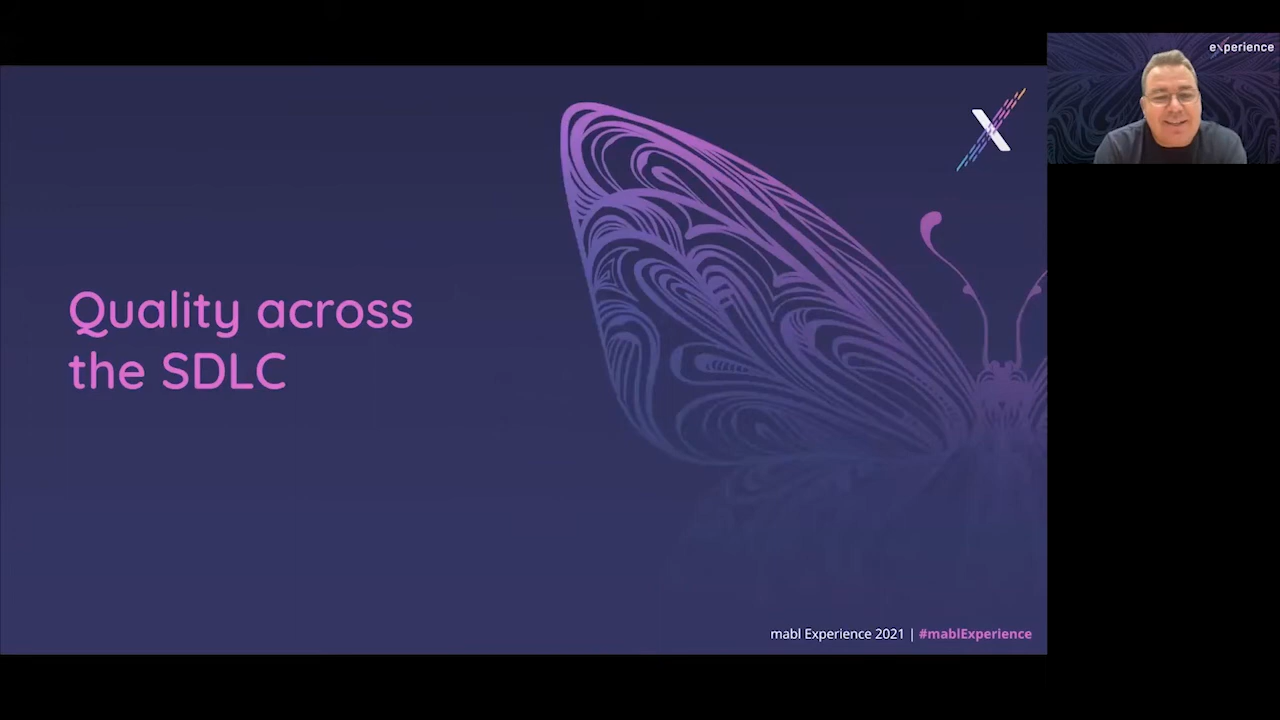 Quality across
the SDLC
mabl Experience 2021 | #mablExperience
experience